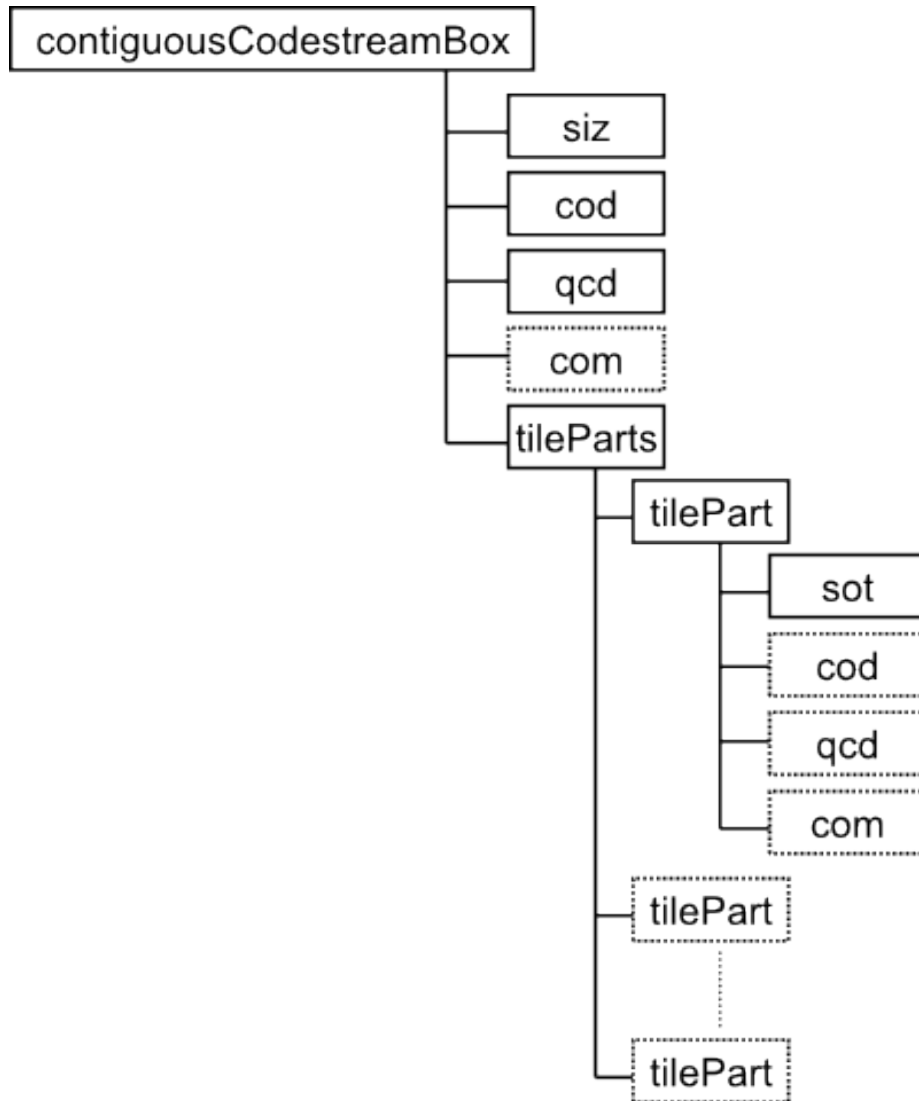 contiguousCodestreamBox
siz
cod
qcd
com
tileParts
tilePart
sot
cod
qcd
com
tilePart
tilePart